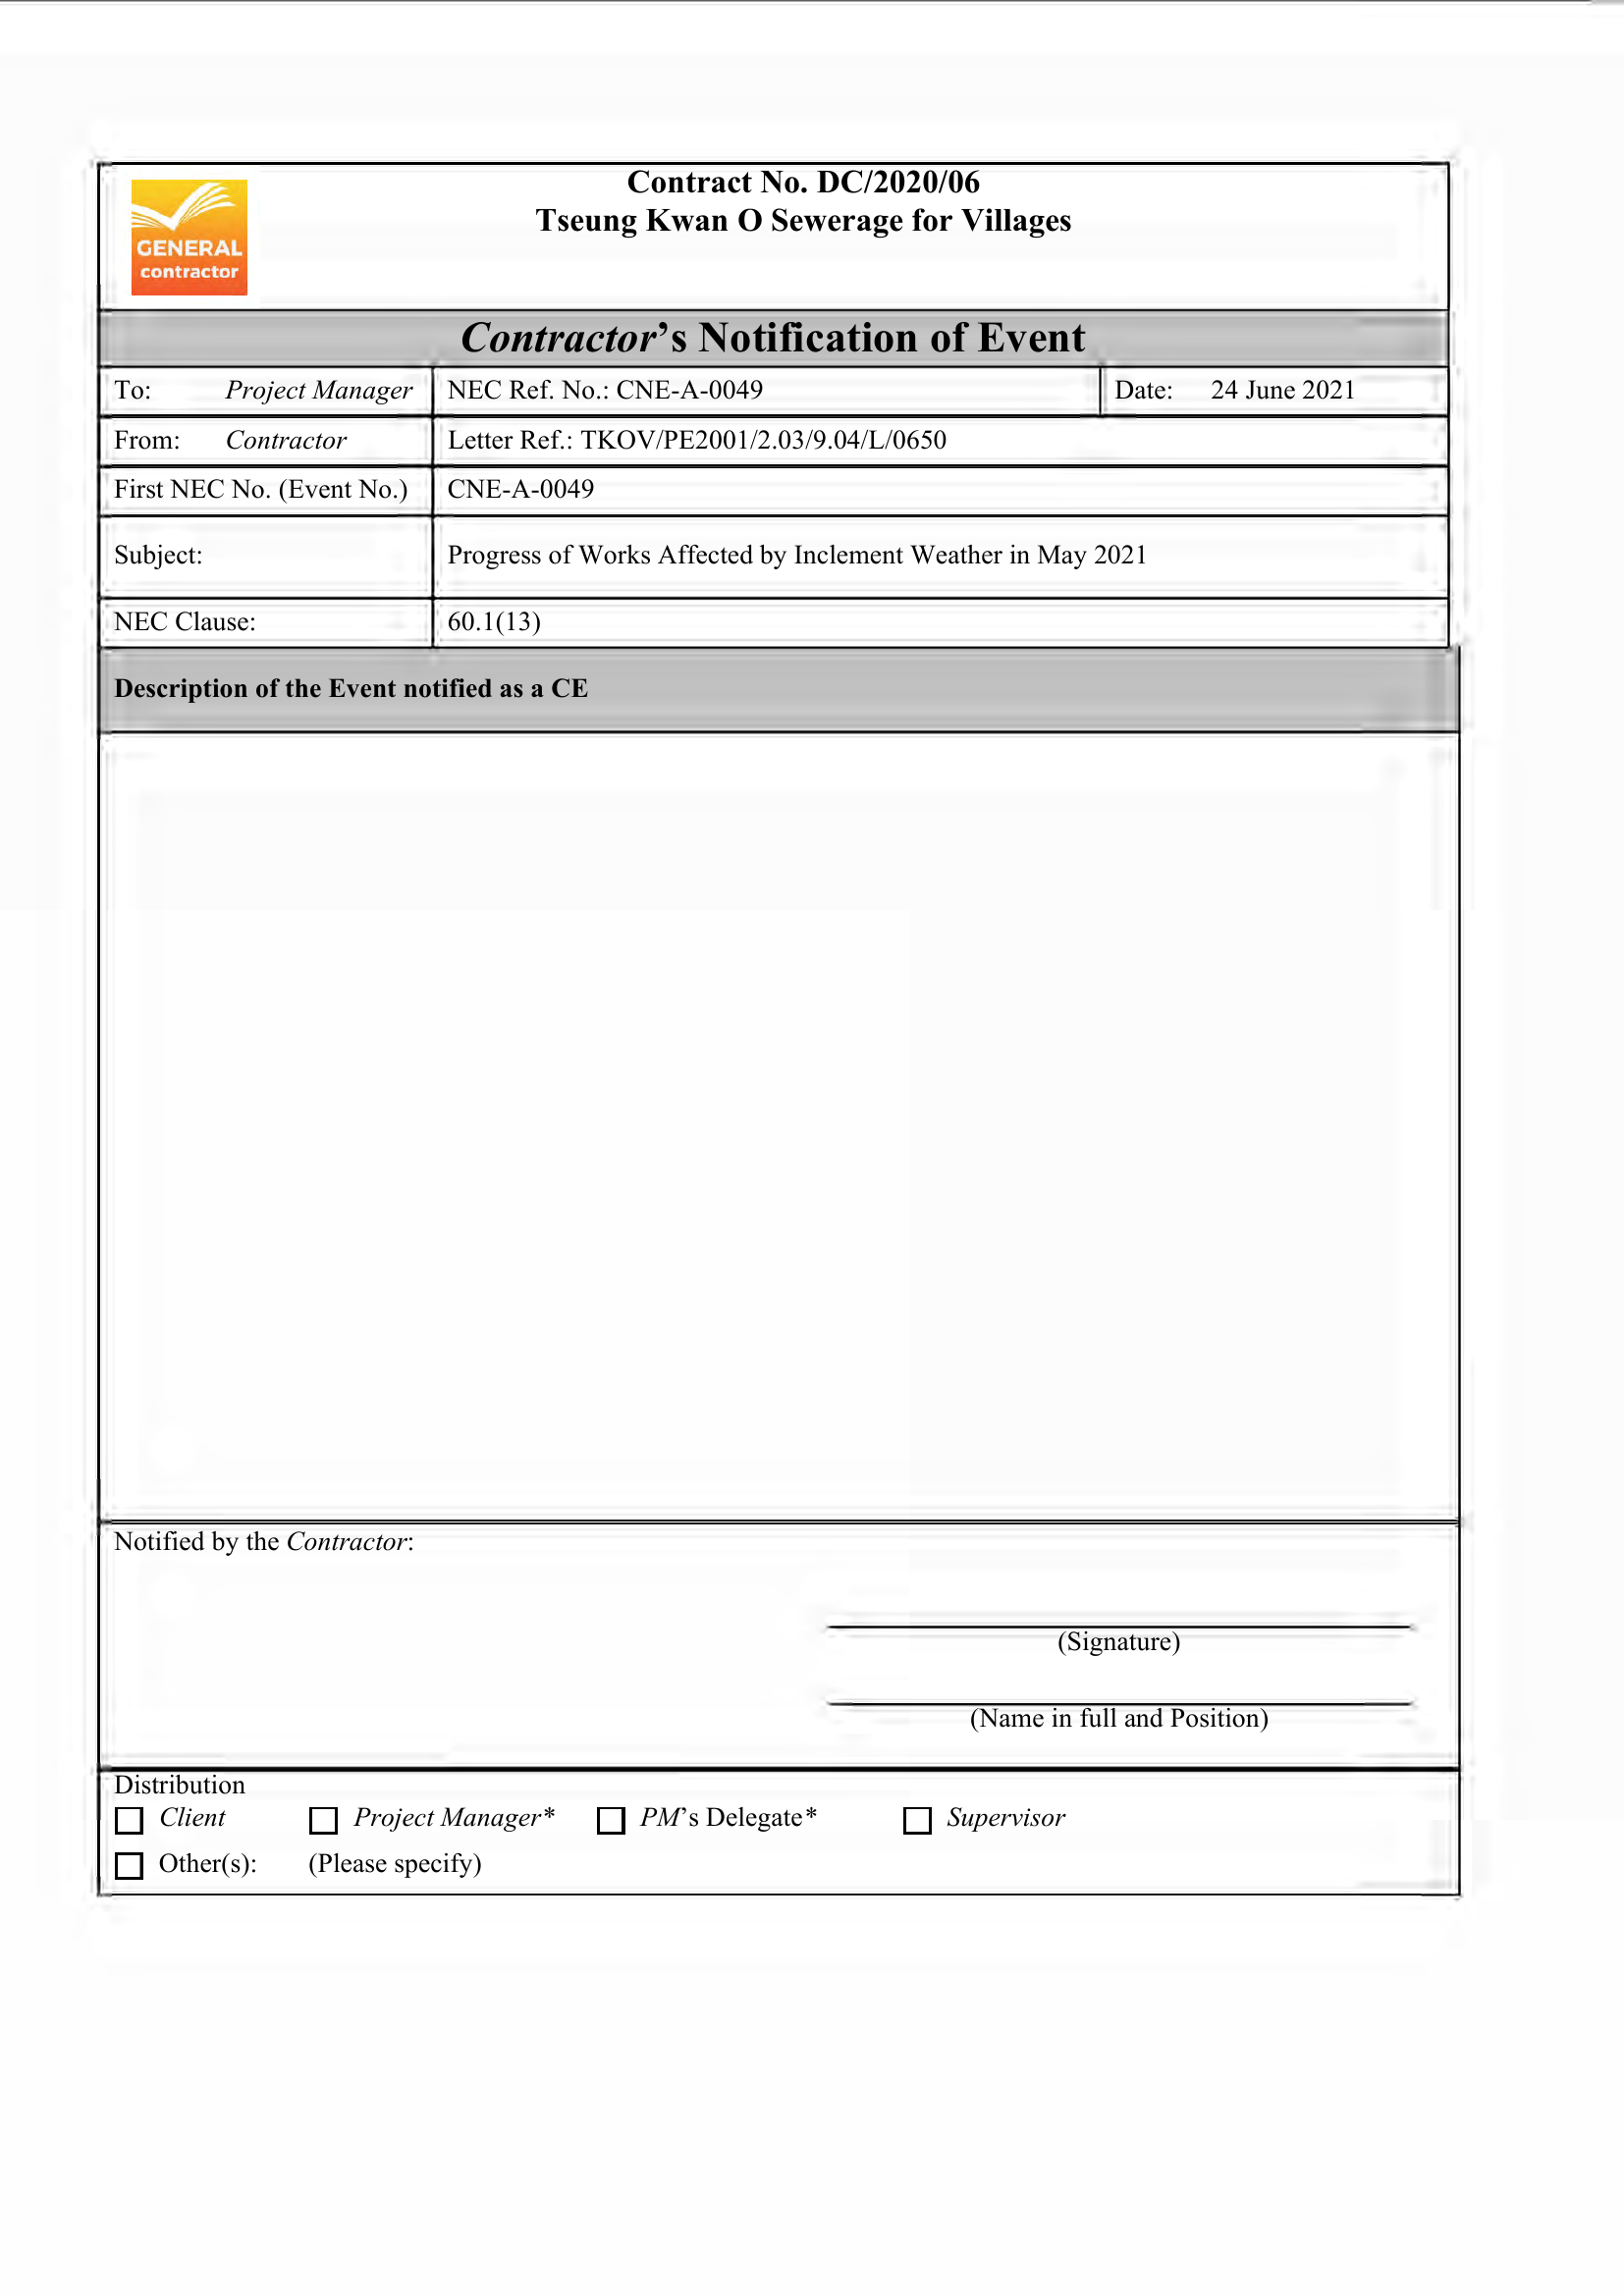 GENERAL
contractor
Contract No. DC/2020/06
Tseung Kwan O Sewerage for Villages
Contractor’s Notification of Event
To: Project Manager NEC Ref. No.: CNE-A-0049 Date: 24 June 2021
From: Contractor Letter Ref.: TKOV/PE2001/2.03/9.04/L/0650
First NEC No. (Event No.) CNE-A-0049
Subject: Progress of Works Affected by Inclement Weather in May 2021
NEC Clause: 60.1(13)
Description of the Event notified as a CE
Notified by the Contractor:
(Signature)
(Name in full and Position)
Distribution
Client Project Manager* PM’s Delegate* Supervisor
Other(s): (Please specify)